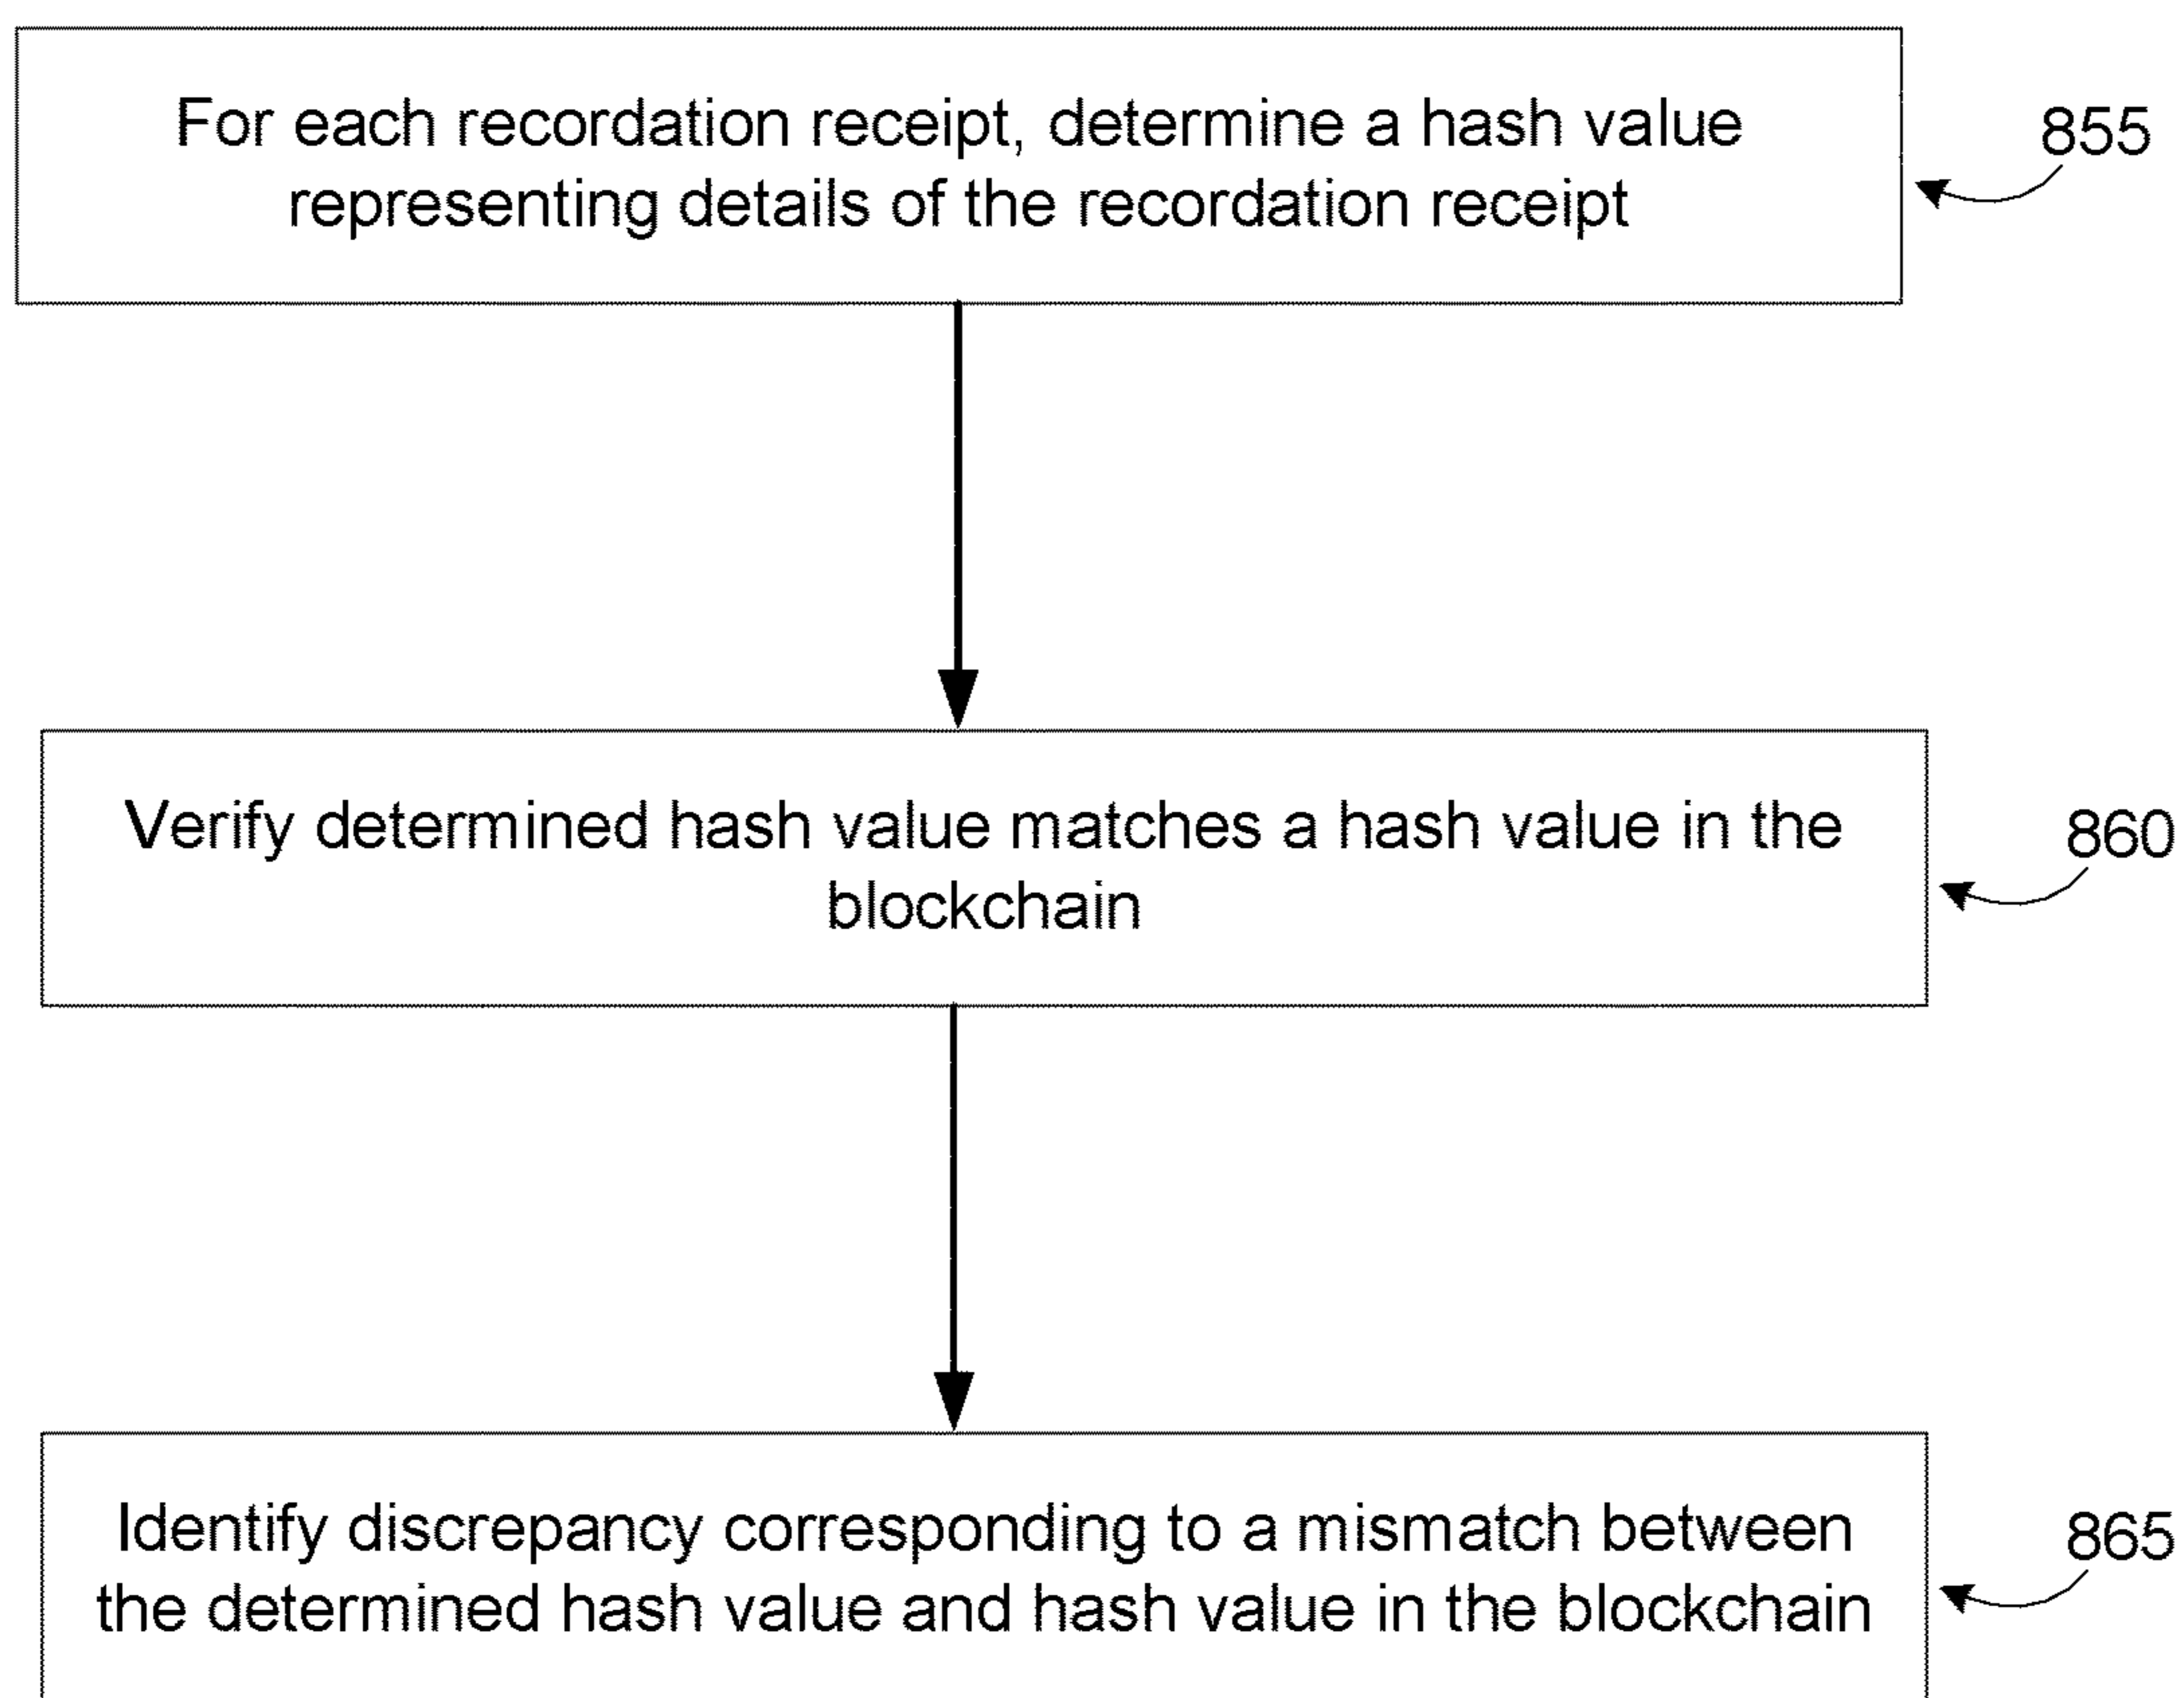 For each recordation receipt, determine a hash value
representing details of the recordation receipt
855
Verify determined hash value matches a hash value in the
blockchain
860
Identify discrepancy corresponding to a mismatch between
the determined hash value and hash value in the blockchain
865